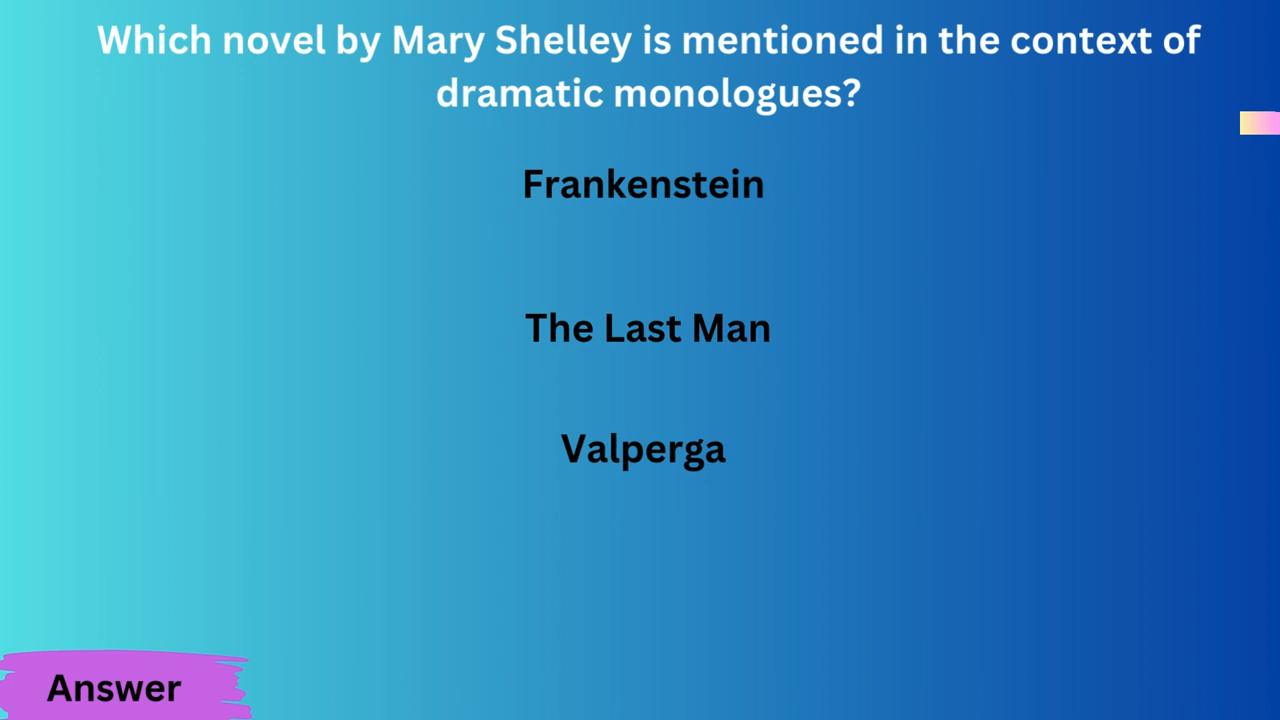 Which novel by Mary Shelley is mentioned in the context of
dramatic monologues?
Frankenstein
The Last Man
Valperga
Answer